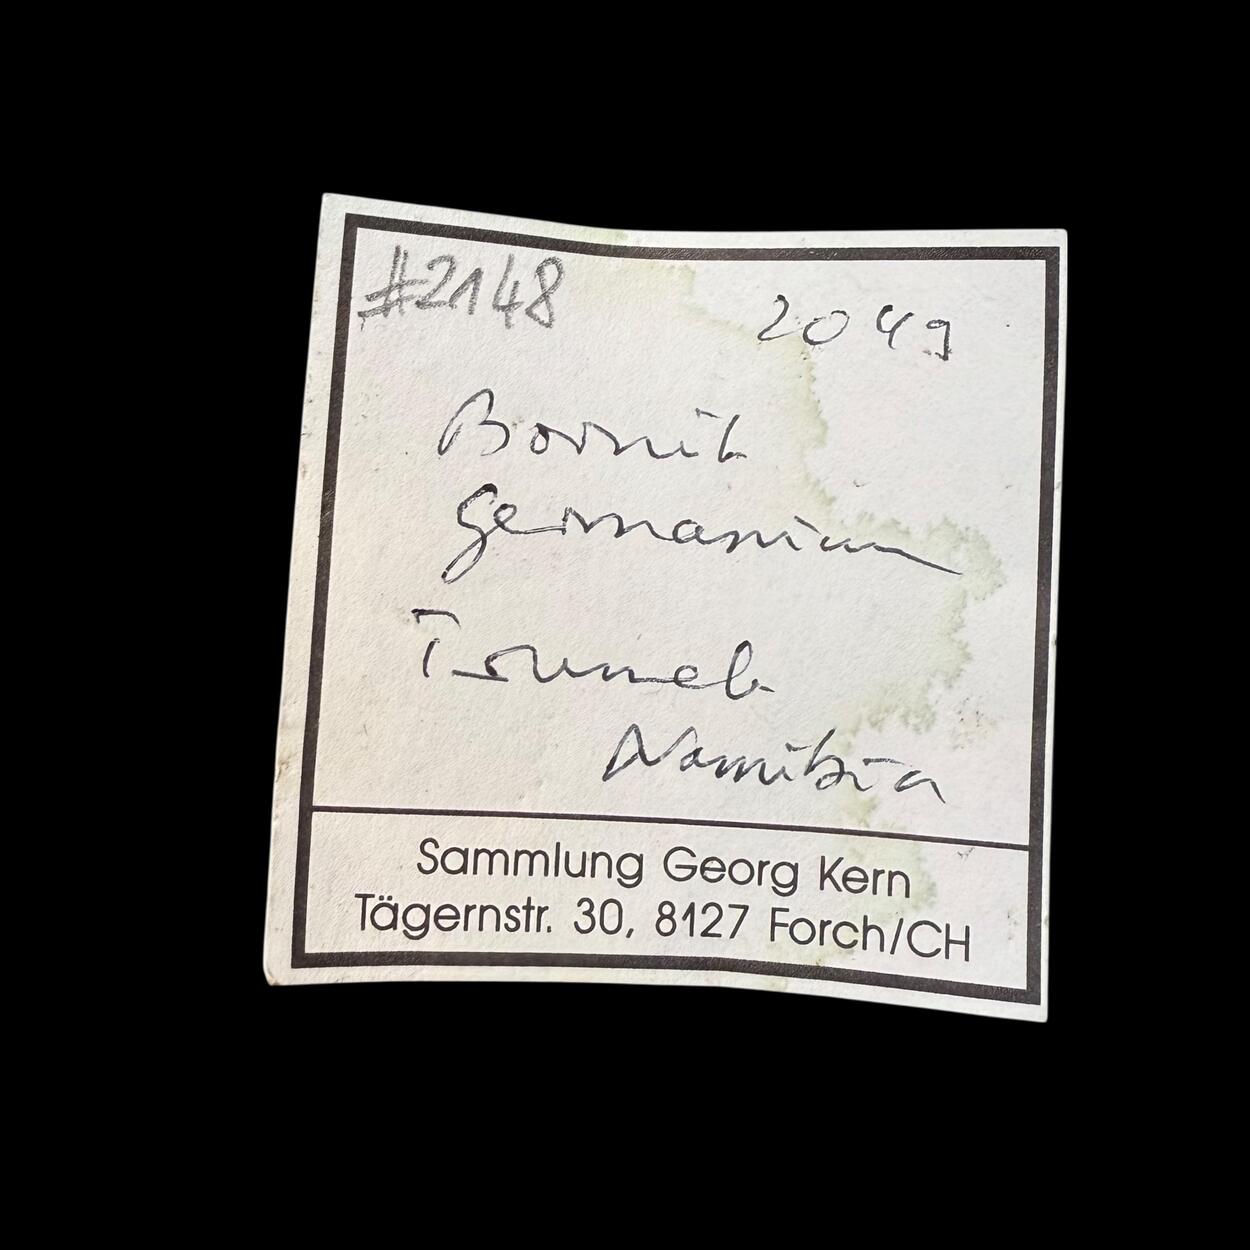 #2148
2049
Bornit
germanium
Tsumeb
Namibia
Sammlung Georg Kern
Tägernstr. 30, 8127 Forch/CH